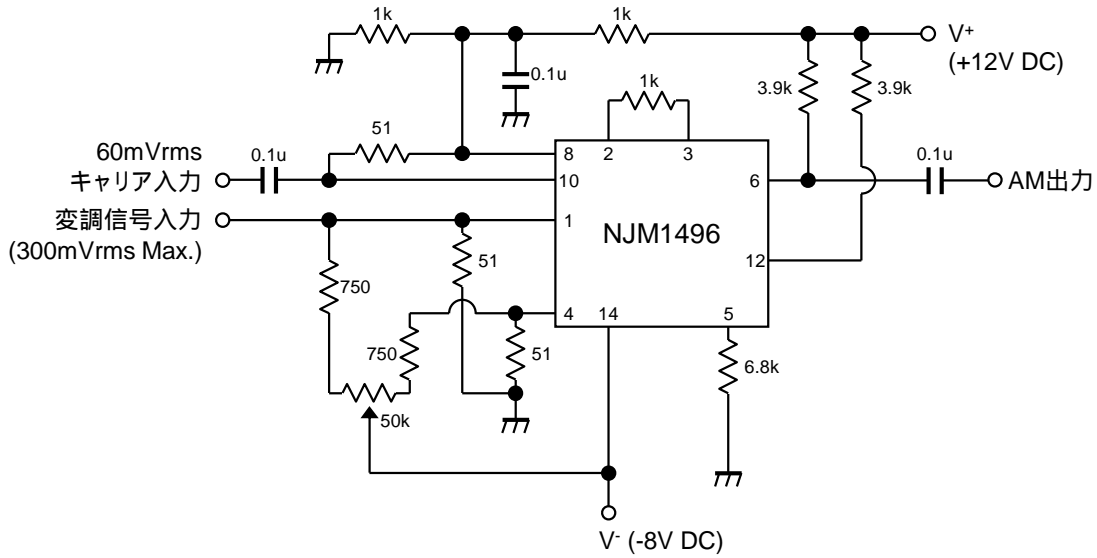 1k
1k
V⁺
(+12V DC)
0.1u
1k
3.9k
3.9k
51
60mVrms
キャリア入力
0.1u
8
2
3
10
6
0.1u
AM出力
変調信号入力
(300mVrms Max.)
1
NJM1496
51
12
750
4
14
5
750
51
6.8k
50k
V⁻ (-8V DC)